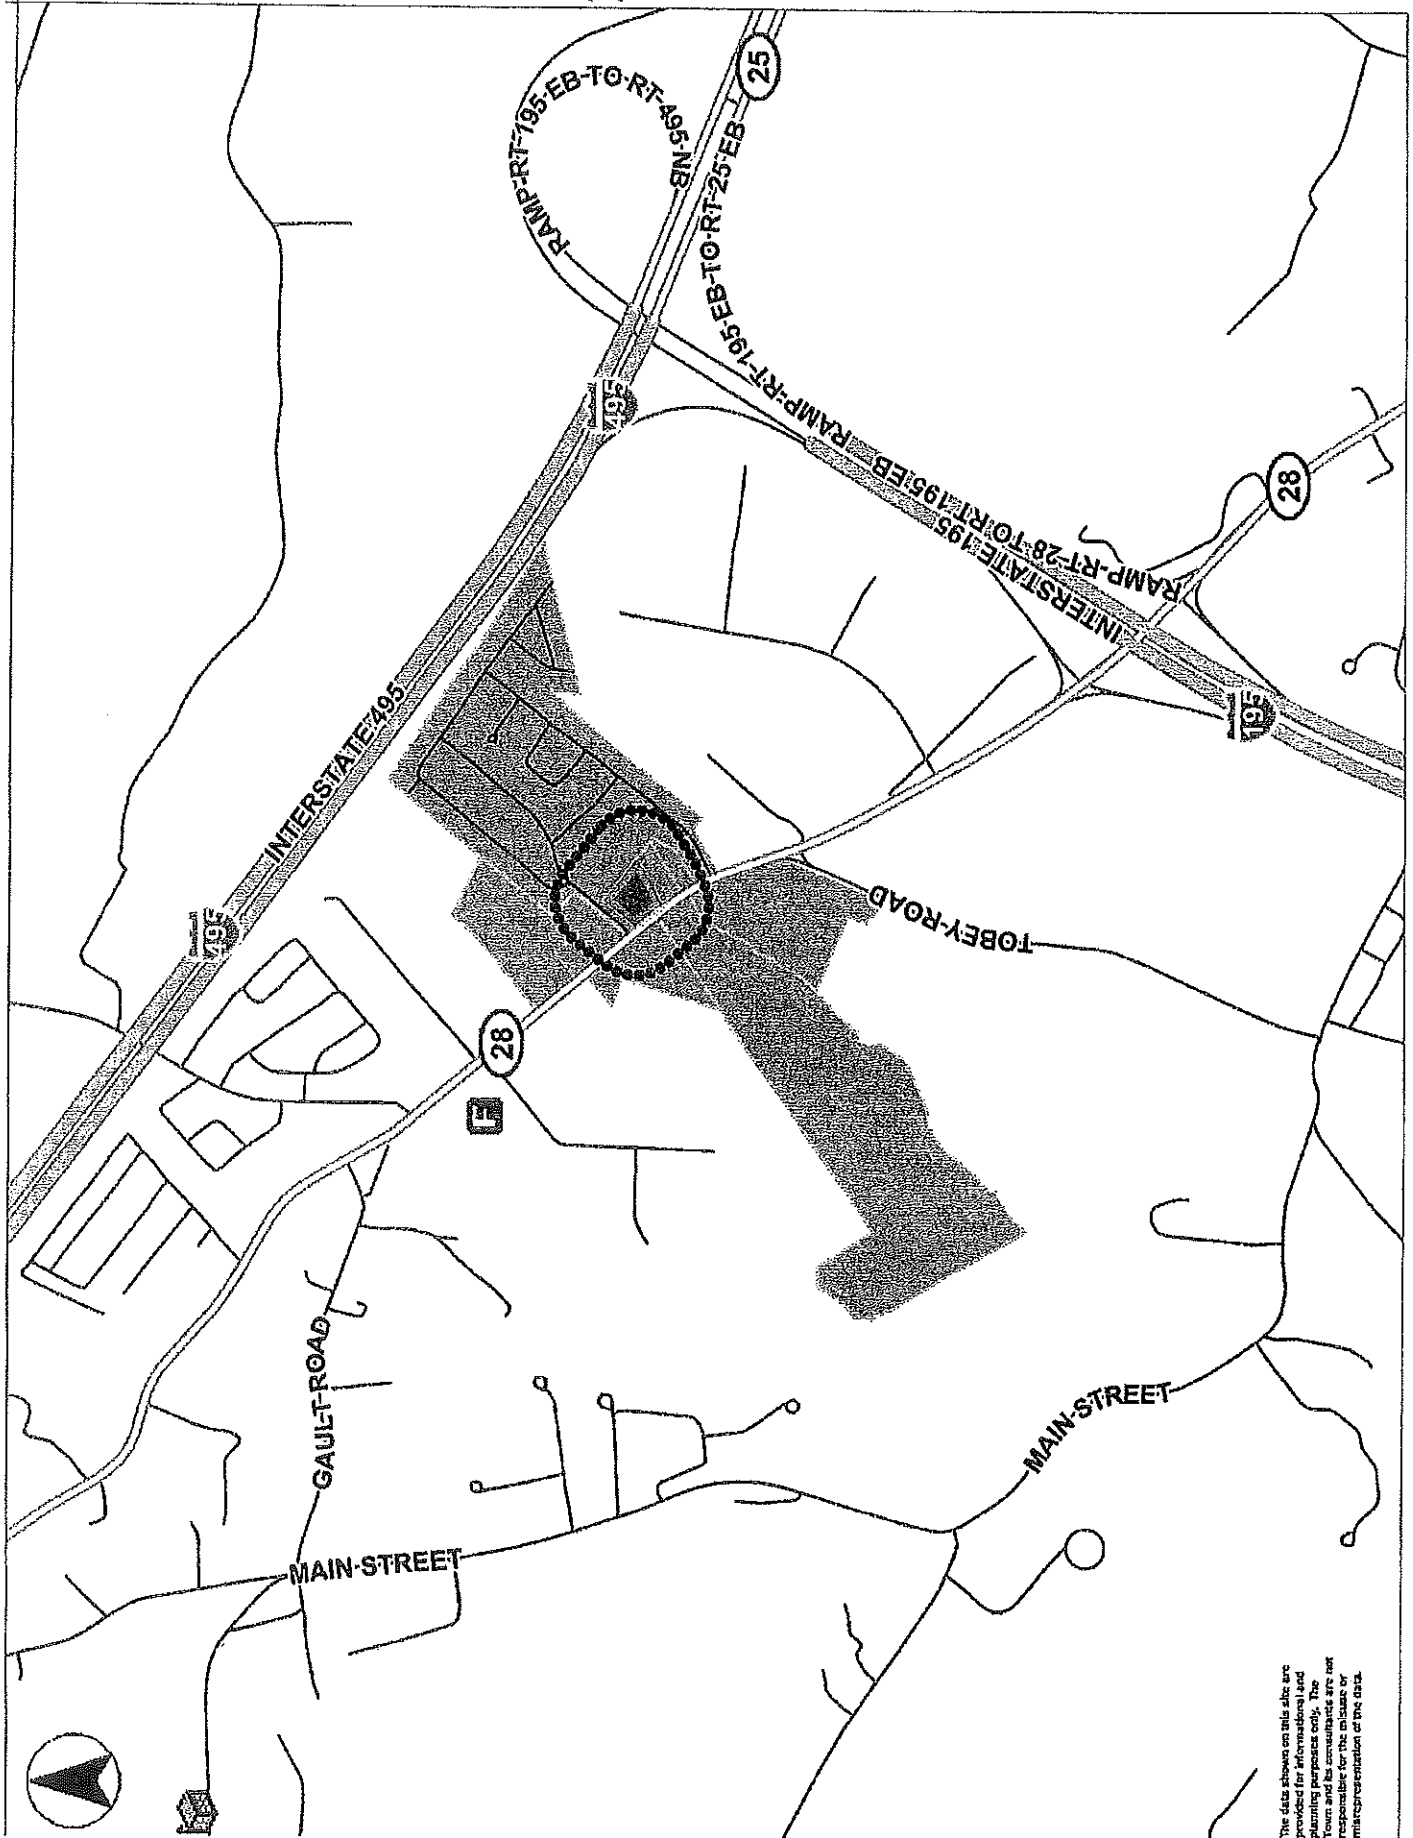 25
RAMP-RT-195-EB-TO-RT-495-NB
RAMP-RT-195-EB-TO-RT-25-EB
495
INTERSTATE 495
495
28
RAMP-RT-28 TO RT-195 EB
INTERSTATE 195
195
TOBEY-ROAD
28
F
GAULT-ROAD
MAIN-STREET
MAIN-STREET
The data shown on this site are
provided for informational and
planning purposes only. The
Town and its consultants are not
responsible for the misuse or
misrepresentation of the data.